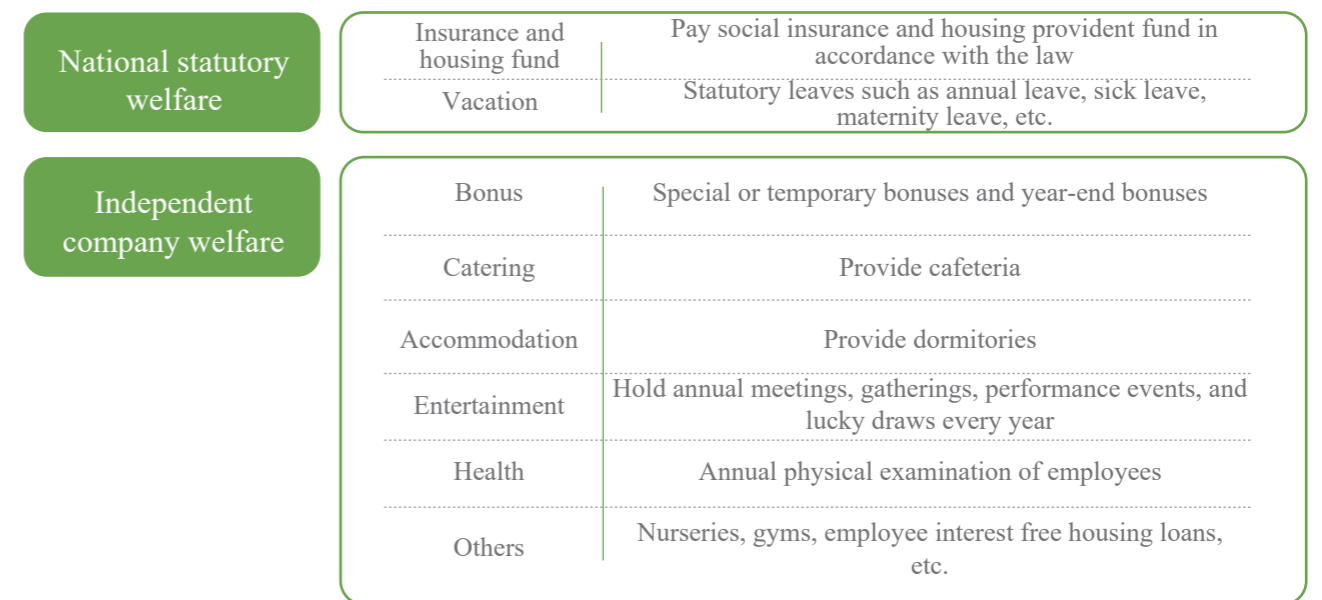 National statutory
welfare
Insurance and
housing fund
Pay social insurance and housing provident fund in
accordance with the law
Vacation
Statutory leaves such as annual leave, sick leave,
maternity leave, etc.
Independent
company welfare
Bonus
Special or temporary bonuses and year-end bonuses
Catering
Provide cafeteria
Accommodation
Provide dormitories
Entertainment
Hold annual meetings, gatherings, performance events, and
lucky draws every year
Health
Annual physical examination of employees
Others
Nurseries, gyms, employee interest free housing loans,
etc.